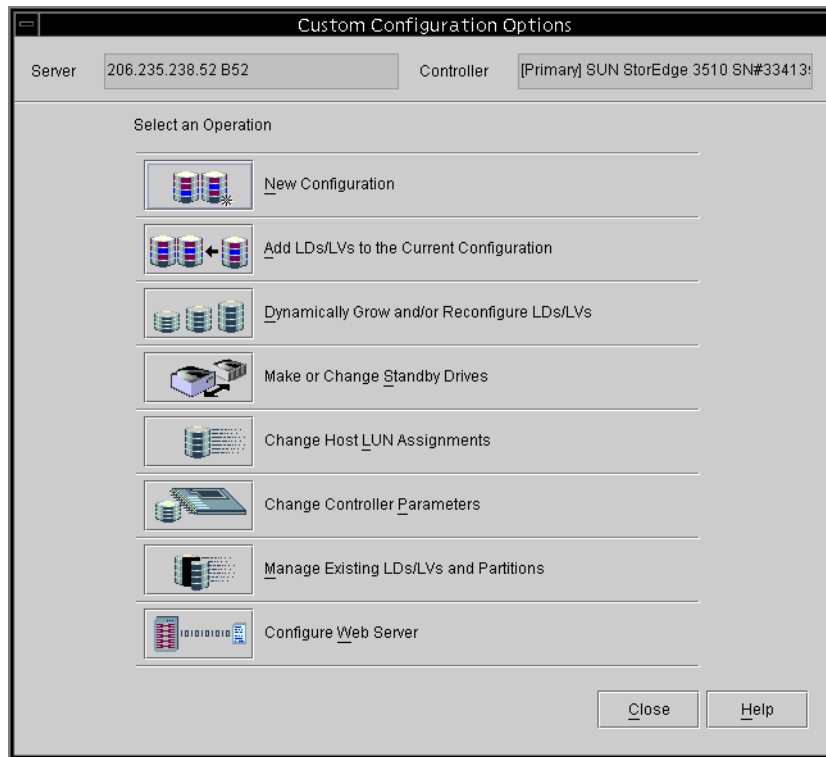 Custom Configuration Options
Server 206.235.238.52 B52 Controller [Primary] SUN StorEdge 3510 SN#33413
Select an Operation
New Configuration
Add LDs/LVs to the Current Configuration
Dynamically Grow and/or Reconfigure LDs/LVs
Make or Change Standby Drives
Change Host LUN Assignments
Change Controller Parameters
Manage Existing LDs/LVs and Partitions
Configure Web Server
Close Help